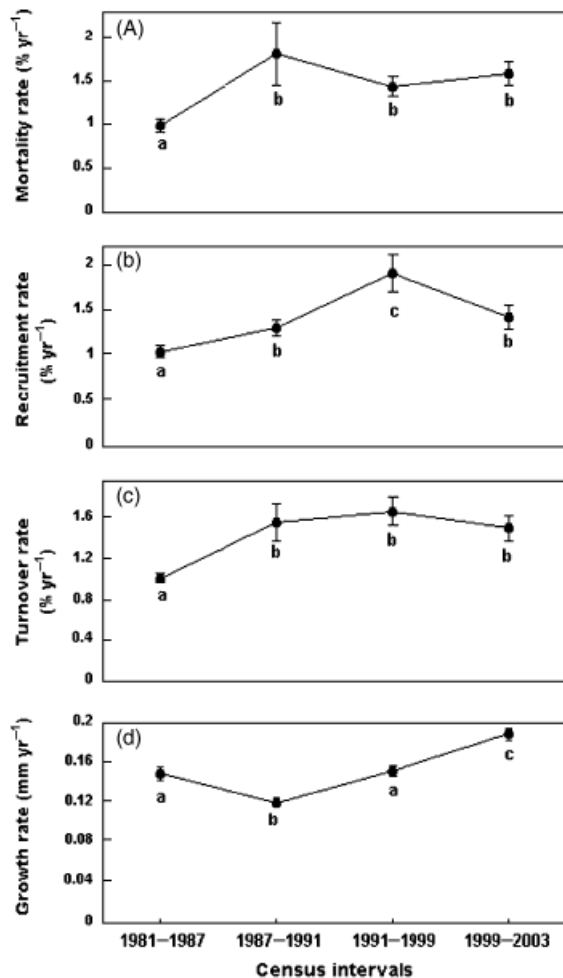 (A)
Mortality rate (% yr⁻¹)
2
1.5
1
0.5
0
a
b
b
b
(b)
Recruitment rate
(% yr⁻¹)
2
1.5
1
0.5
0
a
b
c
b
(c)
Turnover rate
(% yr⁻¹)
1.6
1.2
0.8
0.4
0
a
b
b
b
(d)
Growth rate (mm yr⁻¹)
0.2
0.16
0.12
0.08
0.04
0
a
b
a
c
1981–1987 1987–1991 1991–1999 1999–2003
Census intervals